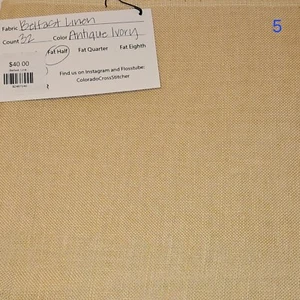 5
Fabric Belfast Linen
Count 32 Color Antique Ivory
Fat Half Fat Quarter Fat Eighth
$40.00
Find us on Instagram and Flosstube:
ColoradoCrossStitcher